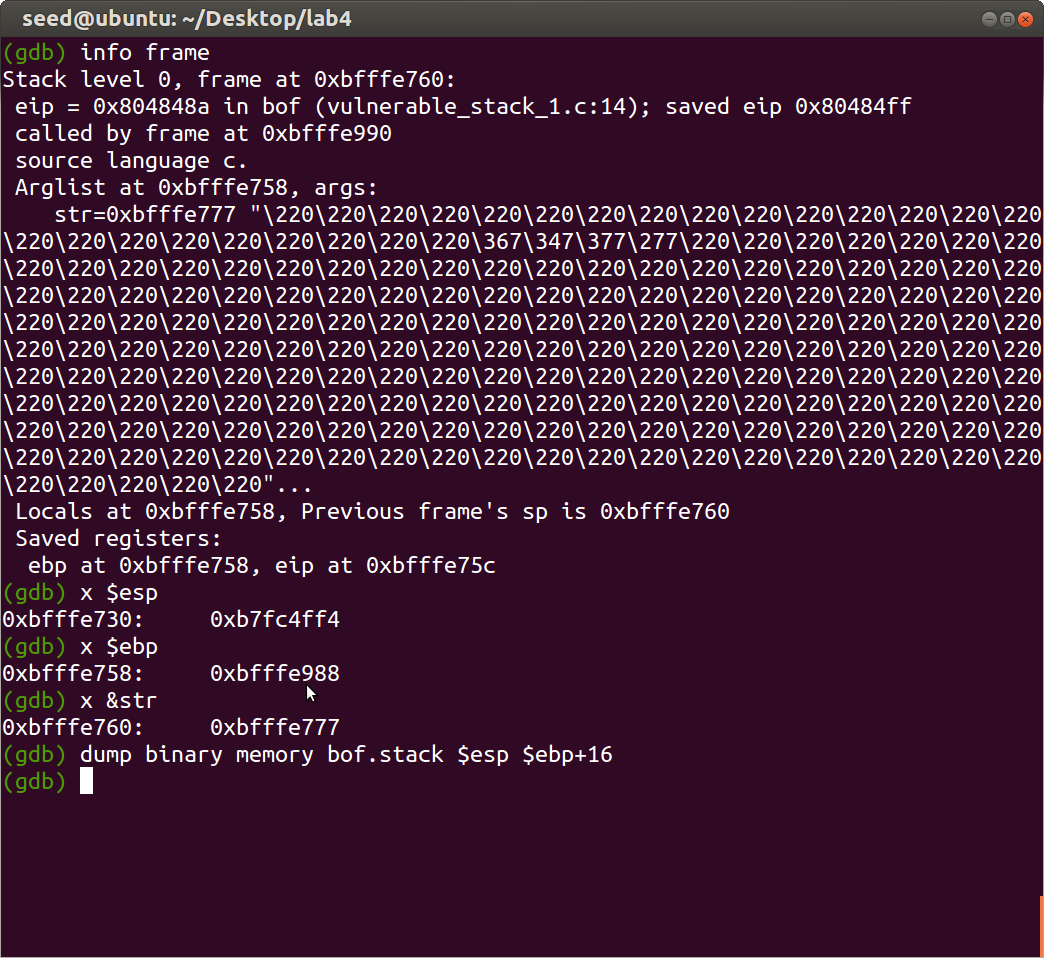 seed@ubuntu: ~/Desktop/lab4
(gdb) info frame
Stack level 0, frame at 0xbfffe760:
 eip = 0x804848a in bof (vulnerable_stack_1.c:14); saved eip 0x80484ff
 called by frame at 0xbfffe990
 source language c.
 Arglist at 0xbfffe758, args:
    str=0xbfffe777 "\220\220\220\220\220\220\220\220\220\220\220\220\220\220\220
\220\220\220\220\220\220\220\220\220\367\347\377\277\220\220\220\220\220\220\220
\220\220\220\220\220\220\220\220\220\220\220\220\220\220\220\220\220\220\220\220
\220\220\220\220\220\220\220\220\220\220\220\220\220\220\220\220\220\220\220\220
\220\220\220\220\220\220\220\220\220\220\220\220\220\220\220\220\220\220\220\220
\220\220\220\220\220\220\220\220\220\220\220\220\220\220\220\220\220\220\220\220
\220\220\220\220\220\220\220\220\220\220\220\220\220\220\220\220\220\220\220\220
\220\220\220\220\220\220\220\220\220\220\220\220\220\220\220\220\220\220\220\220
\220\220\220\220\220\220\220\220\220\220\220\220\220\220\220\220\220\220\220\220
\220\220\220\220\220\220\220\220\220\220\220\220\220\220\220\220\220\220\220\220
\220\220\220\220\220"...
 Locals at 0xbfffe758, Previous frame's sp is 0xbfffe760
 Saved registers:
  ebp at 0xbfffe758, eip at 0xbfffe75c
(gdb) x $esp
0xbfffe730:     0xb7fc4ff4
(gdb) x $ebp
0xbfffe758:     0xbfffe988
(gdb) x &str
0xbfffe760:     0xbfffe777
(gdb) dump binary memory bof.stack $esp $ebp+16
(gdb)